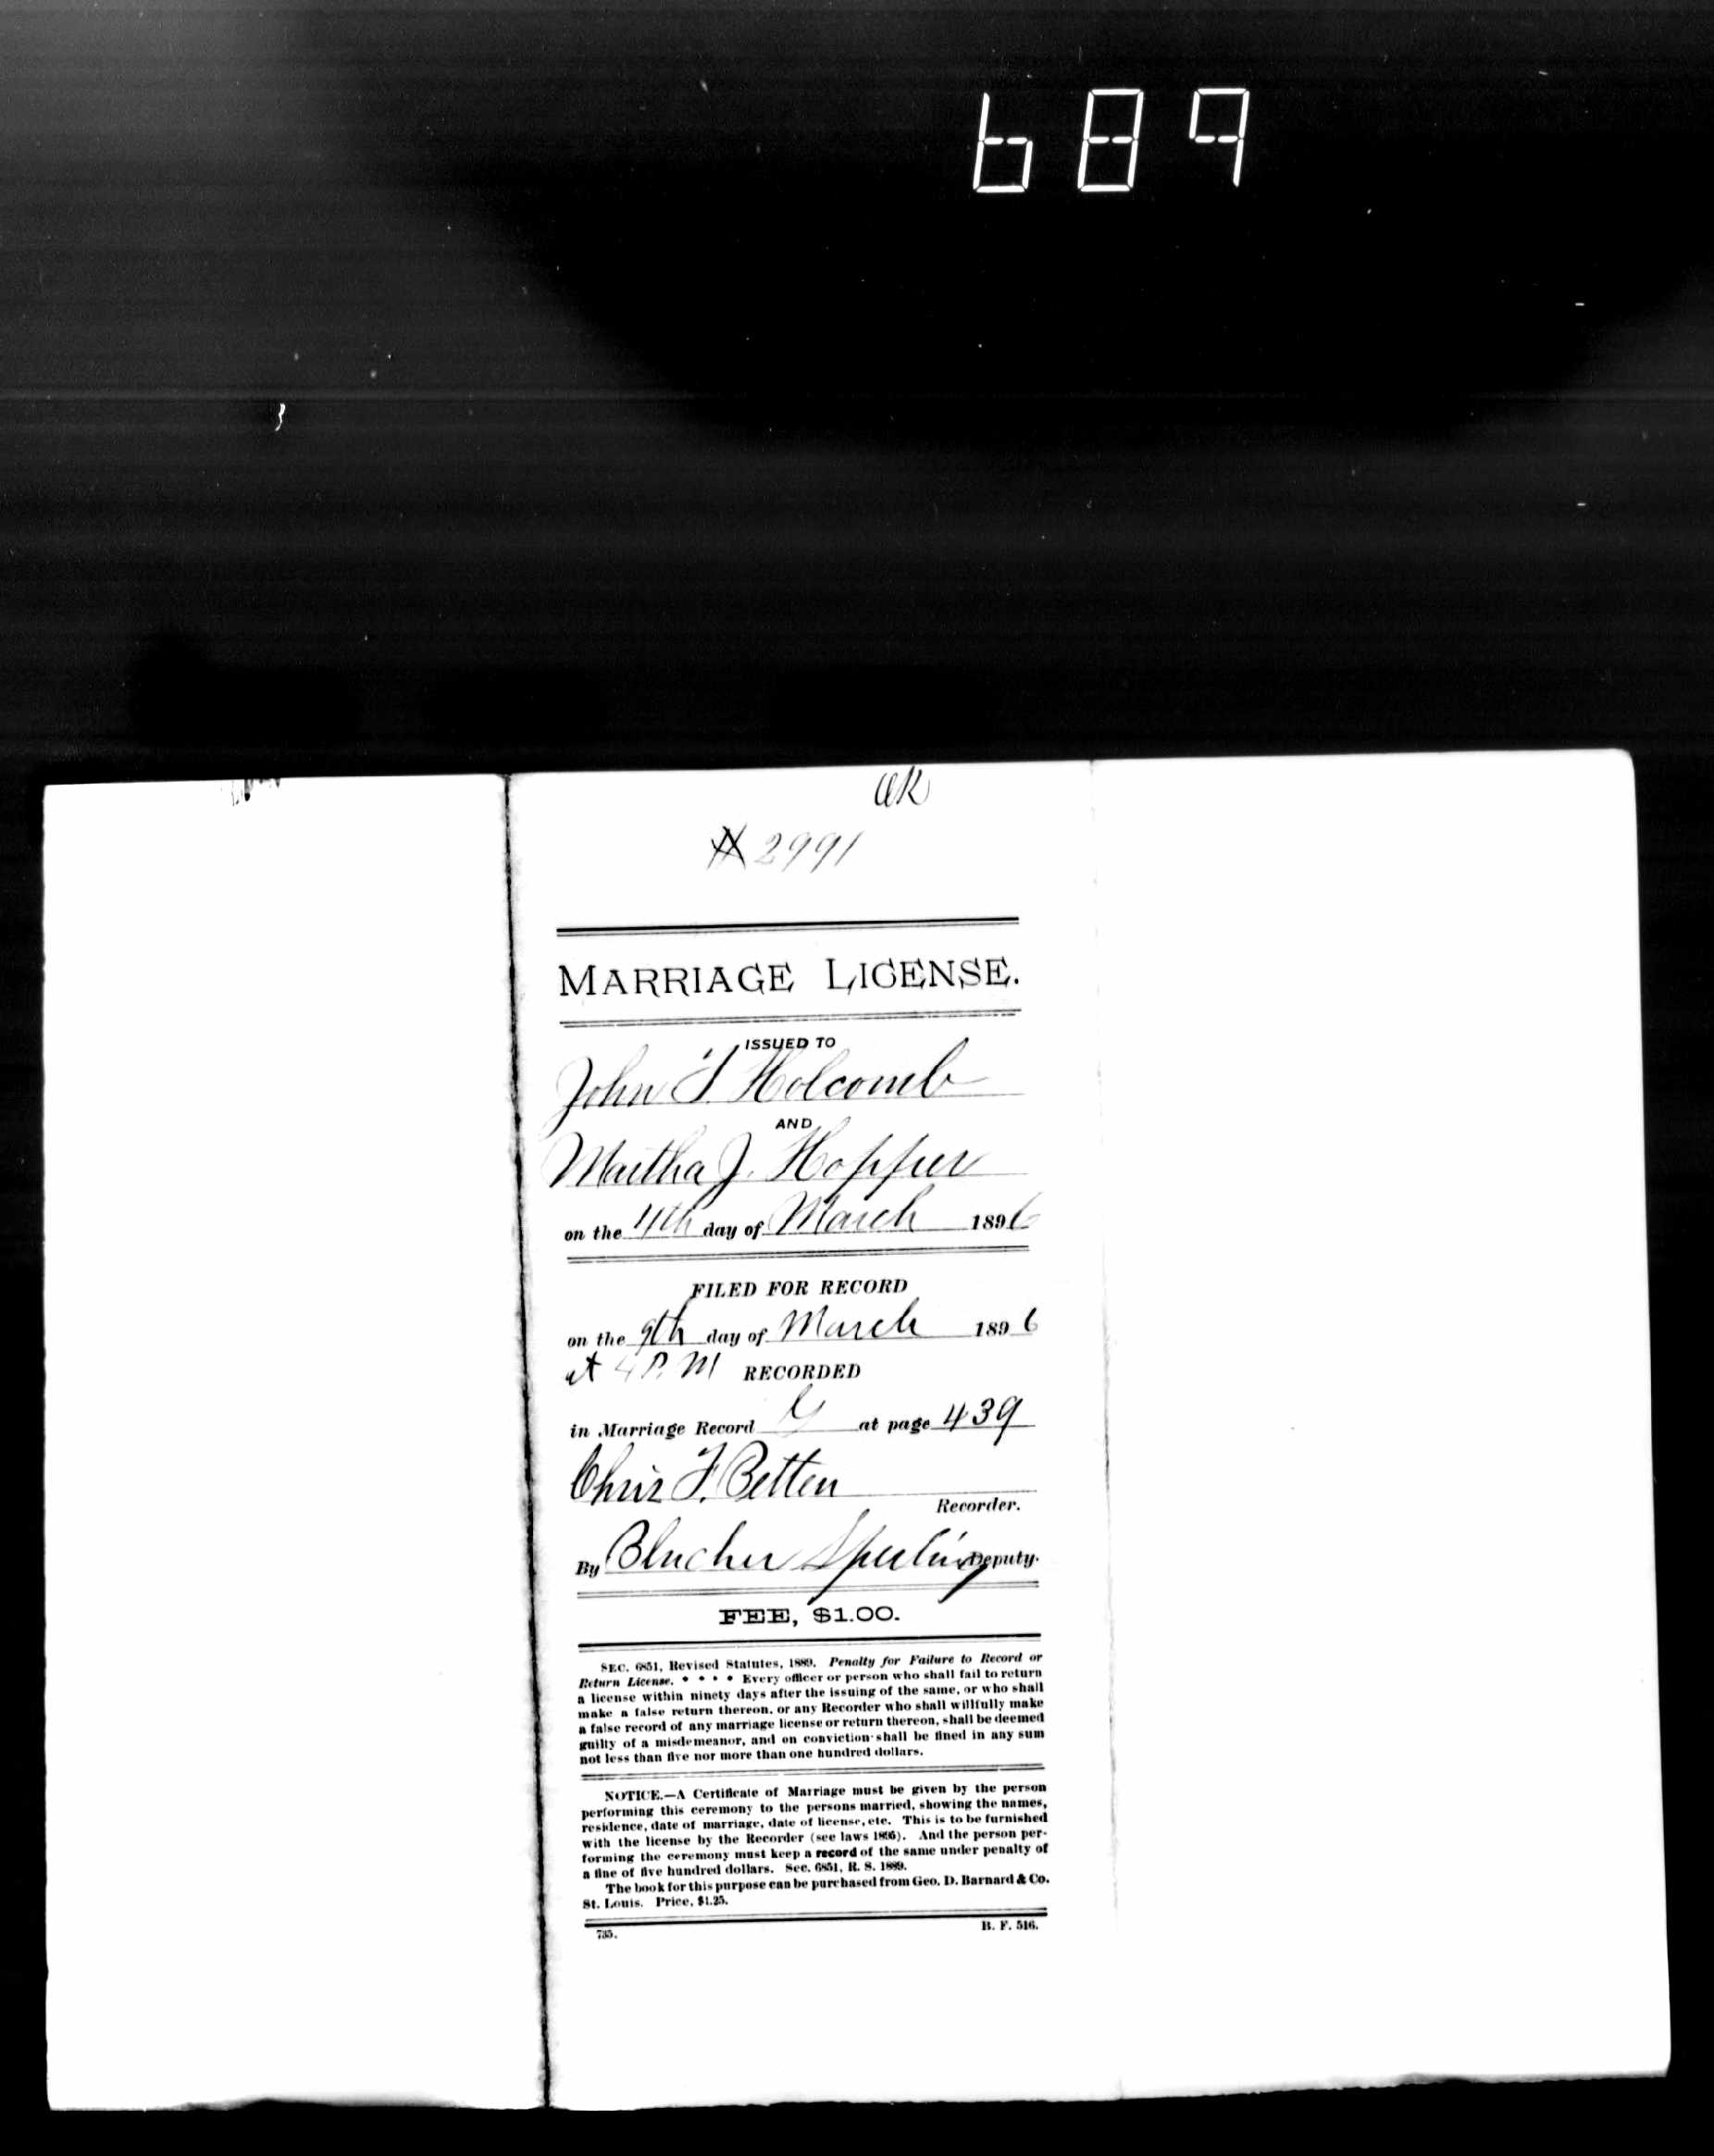 689
OK
2991
MARRIAGE LICENSE.
ISSUED TO
John T. Holcomb
AND
Martha J. Hopper
on the 4th day of March 1896
FILED FOR RECORD
on the 9th day of March 1896
at 4 P.M RECORDED
in Marriage Record at page 439
Chris F. Betten
Recorder.
By Blucher Sperling Deputy.
FEE, $1.00.
SEC. 6851, Revised Statutes, 1889. Penalty for Failure to Record or
Return License. * * * * Every officer or person who shall fail to return
a license within ninety days after the issuing of the same, or who shall
make a false return thereon, or any Recorder who shall willfully make
a false record of any marriage license or return thereon, shall be deemed
guilty of a misdemeanor, and on conviction shall be fined in any sum
not less than five nor more than one hundred dollars.
NOTICE.—A Certificate of Marriage must be given by the person
performing this ceremony to the persons married, showing the names,
residence, date of marriage, date of license, etc. This is to be furnished
with the license by the Recorder (see laws 1895). And the person per-
forming the ceremony must keep a record of the same under penalty of
a fine of five hundred dollars. Sec. 6851, R. S. 1889.
The book for this purpose can be purchased from Geo. D. Barnard & Co.
St. Louis. Price, $1.25.
735. B. F. 516.